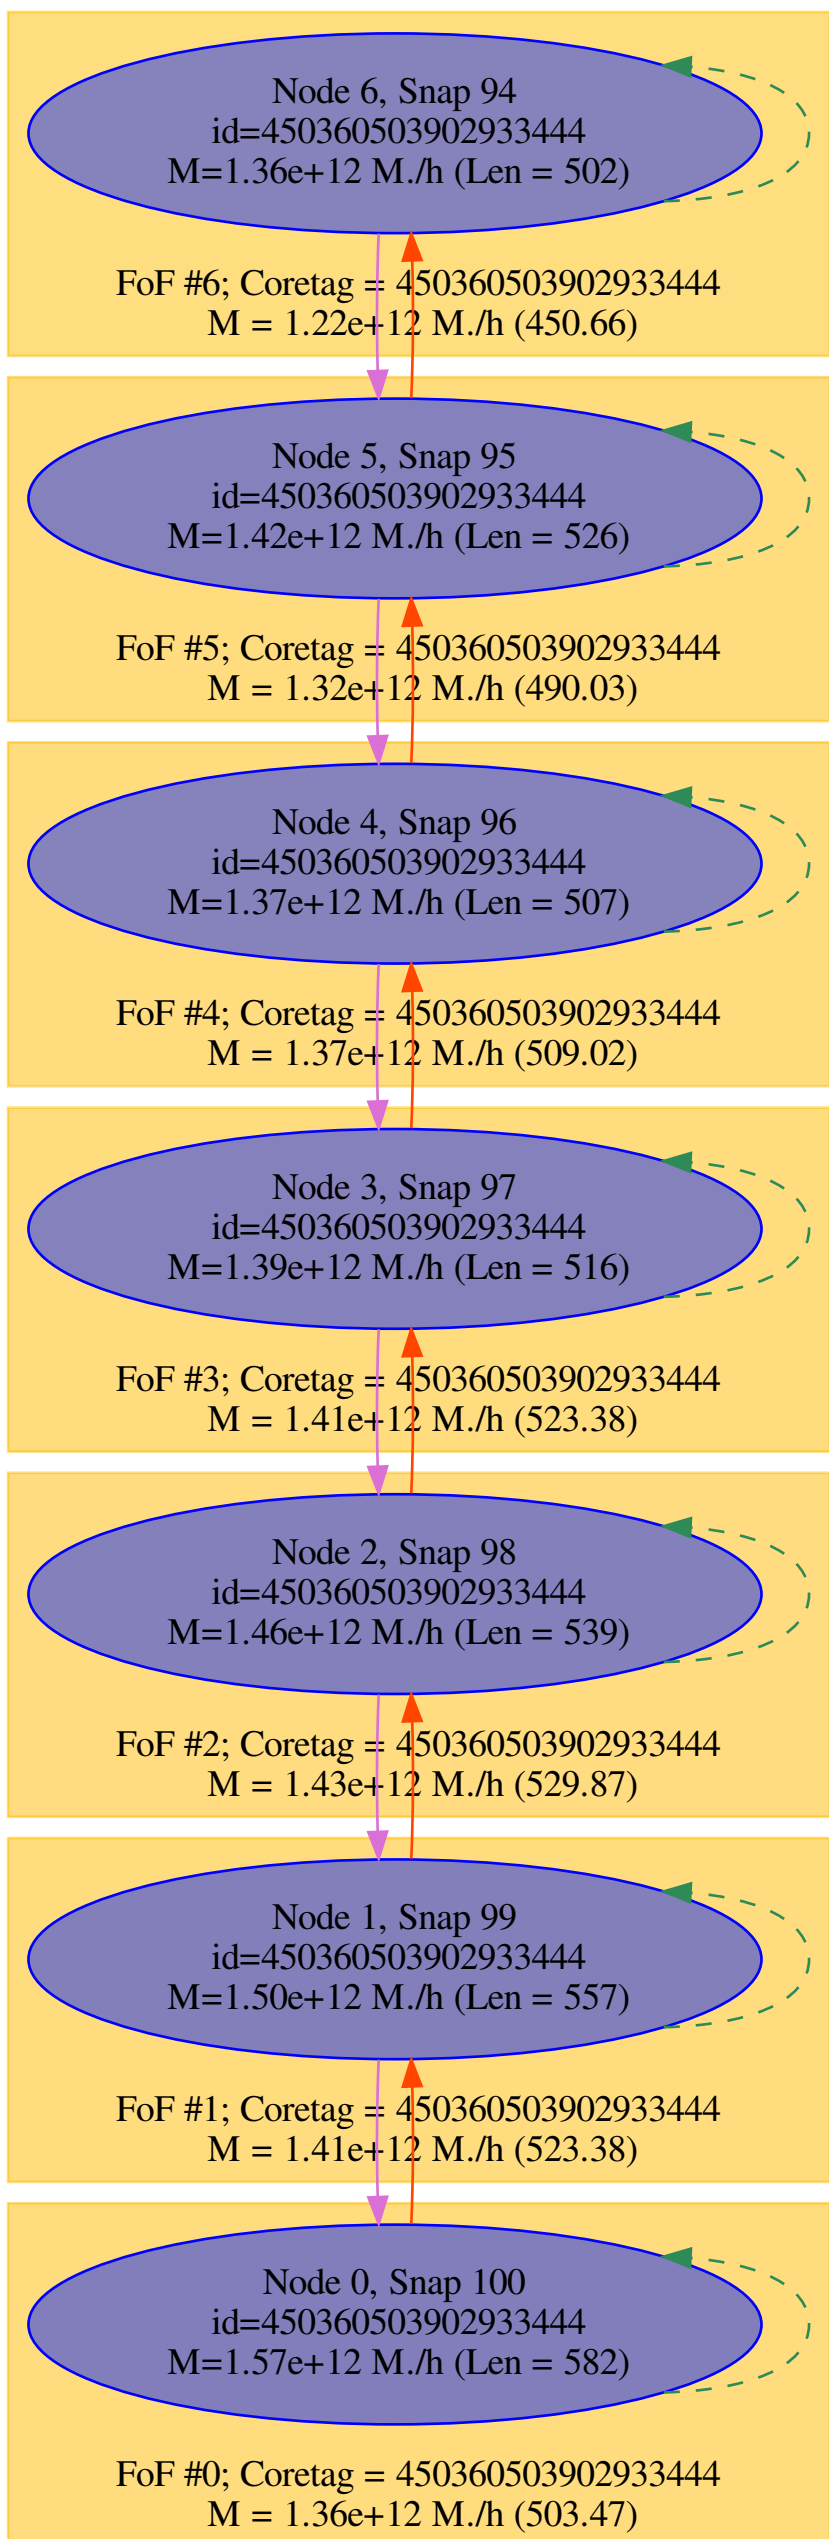 Node 6, Snap 94
id=450360503902933444
M=1.36e+12 M./h (Len = 502)
FoF #6; Coretag = 450360503902933444
M = 1.22e+12 M./h (450.66)
Node 5, Snap 95
id=450360503902933444
M=1.42e+12 M./h (Len = 526)
FoF #5; Coretag = 450360503902933444
M = 1.32e+12 M./h (490.03)
Node 4, Snap 96
id=450360503902933444
M=1.37e+12 M./h (Len = 507)
FoF #4; Coretag = 450360503902933444
M = 1.37e+12 M./h (509.02)
Node 3, Snap 97
id=450360503902933444
M=1.39e+12 M./h (Len = 516)
FoF #3; Coretag = 450360503902933444
M = 1.41e+12 M./h (523.38)
Node 2, Snap 98
id=450360503902933444
M=1.46e+12 M./h (Len = 539)
FoF #2; Coretag = 450360503902933444
M = 1.43e+12 M./h (529.87)
Node 1, Snap 99
id=450360503902933444
M=1.50e+12 M./h (Len = 557)
FoF #1; Coretag = 450360503902933444
M = 1.41e+12 M./h (523.38)
Node 0, Snap 100
id=450360503902933444
M=1.57e+12 M./h (Len = 582)
FoF #0; Coretag = 450360503902933444
M = 1.36e+12 M./h (503.47)